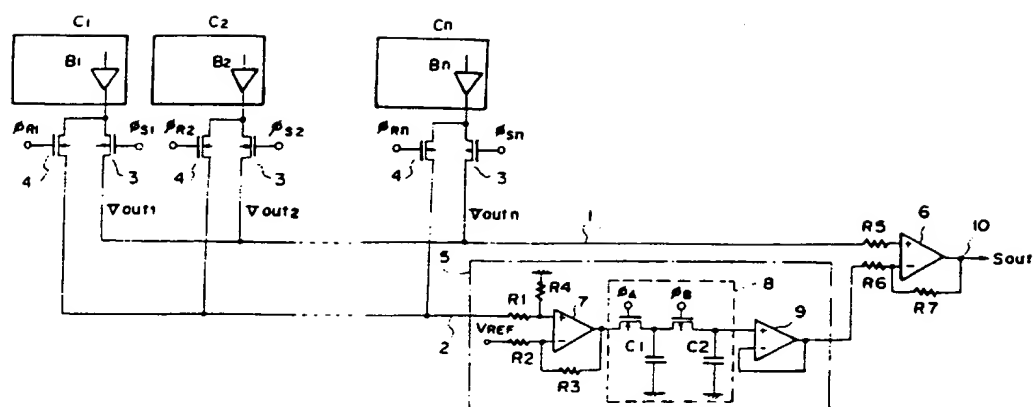 C1 C2 Cn
B1 B2 Bn
ØR1 ØS1 ØR2 ØS2 ØRn ØSn
4 3 4 3 4 3
Vout1 Vout2 Voutn
1 R5 6 10
5 Sout
R6
R4 ØA ØB 8 R7
R1 7 9
VREF
2 R2 C1 C2
R3